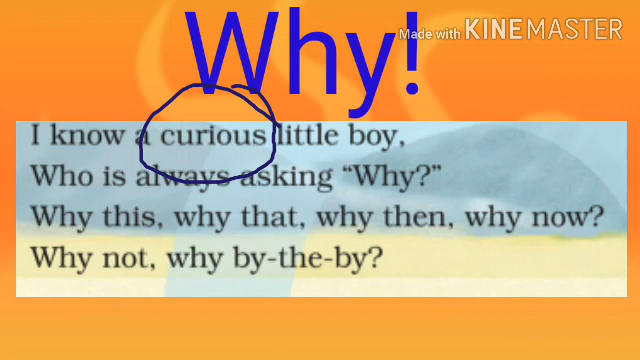 Why!
Made with KINEMASTER
I know a curious little boy,
Who is always asking “Why?”
Why this, why that, why then, why now?
Why not, why by-the-by?